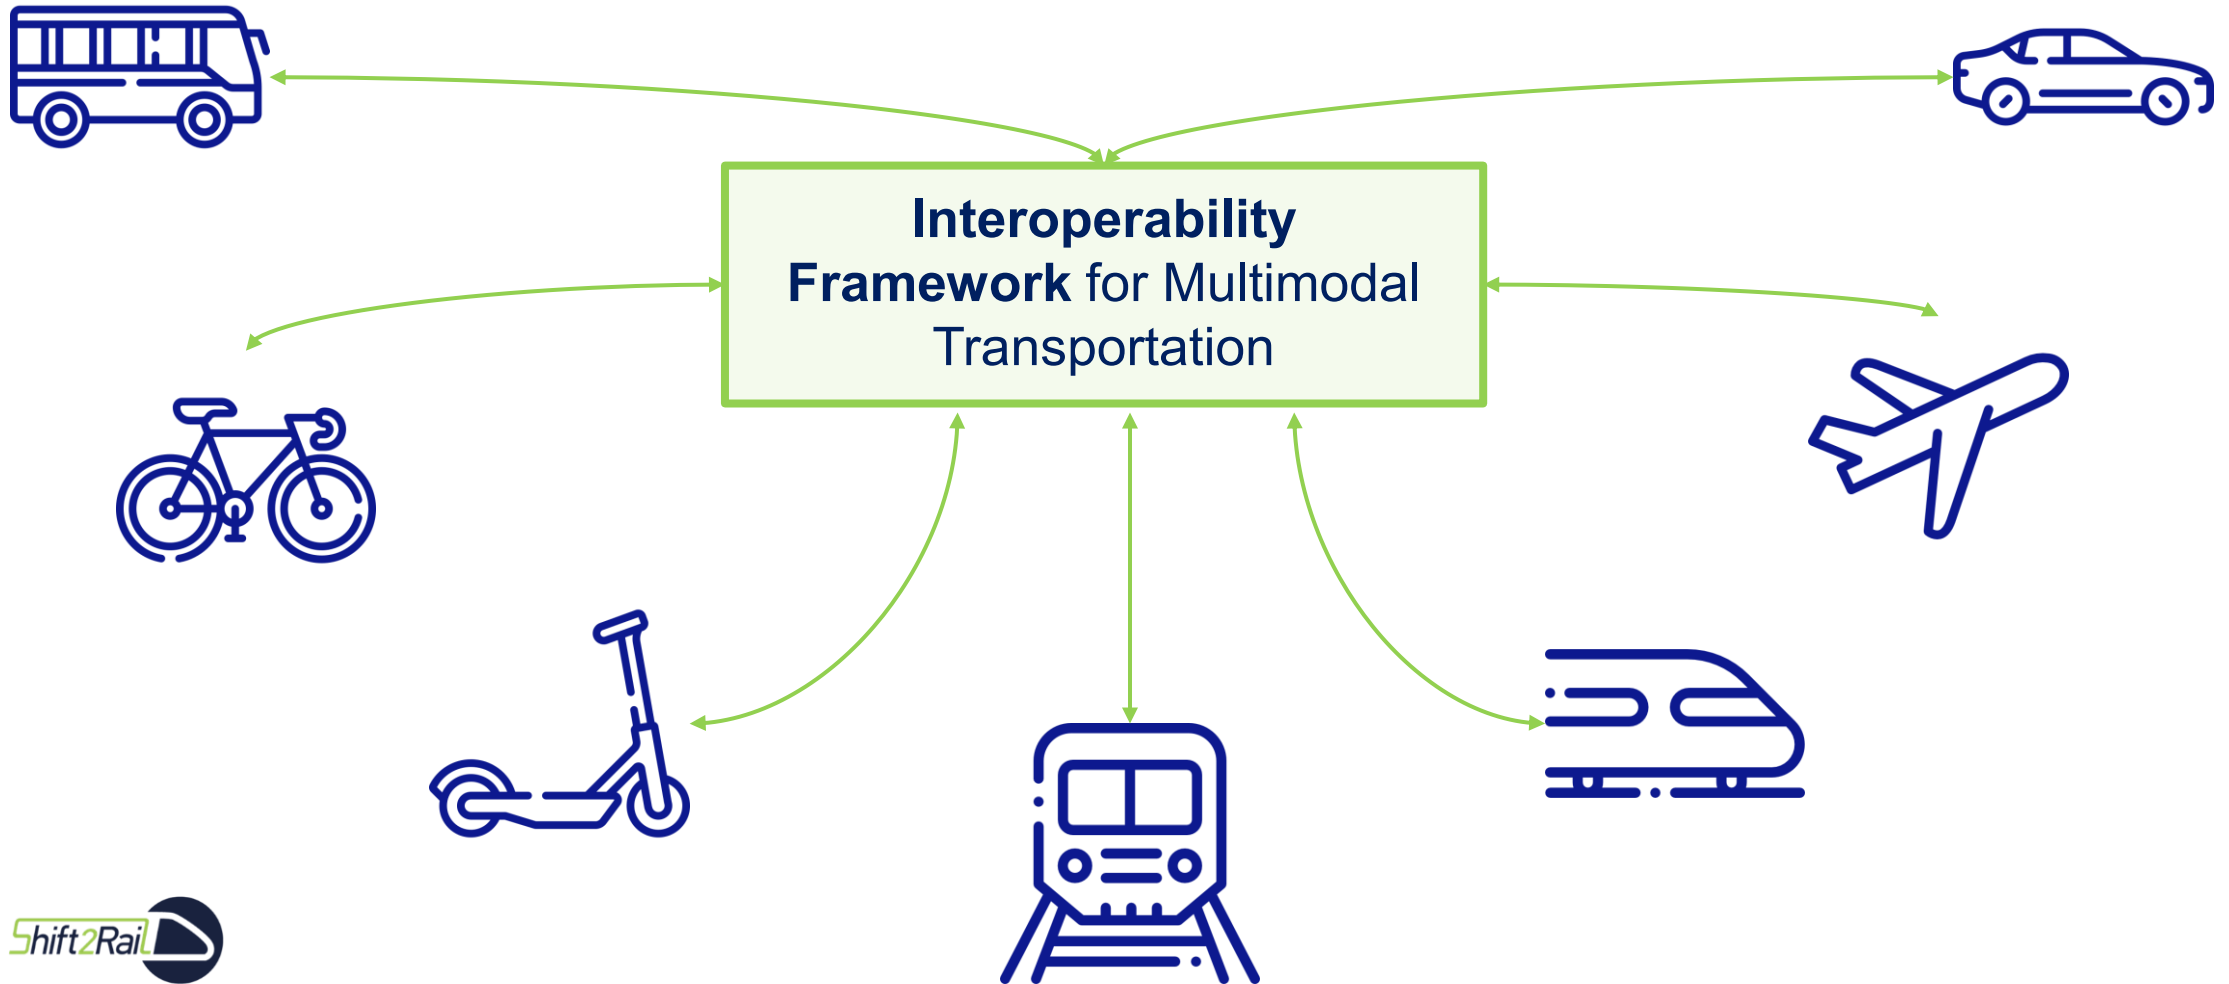 Interoperability
Framework for Multimodal
Transportation
Shift2Rail